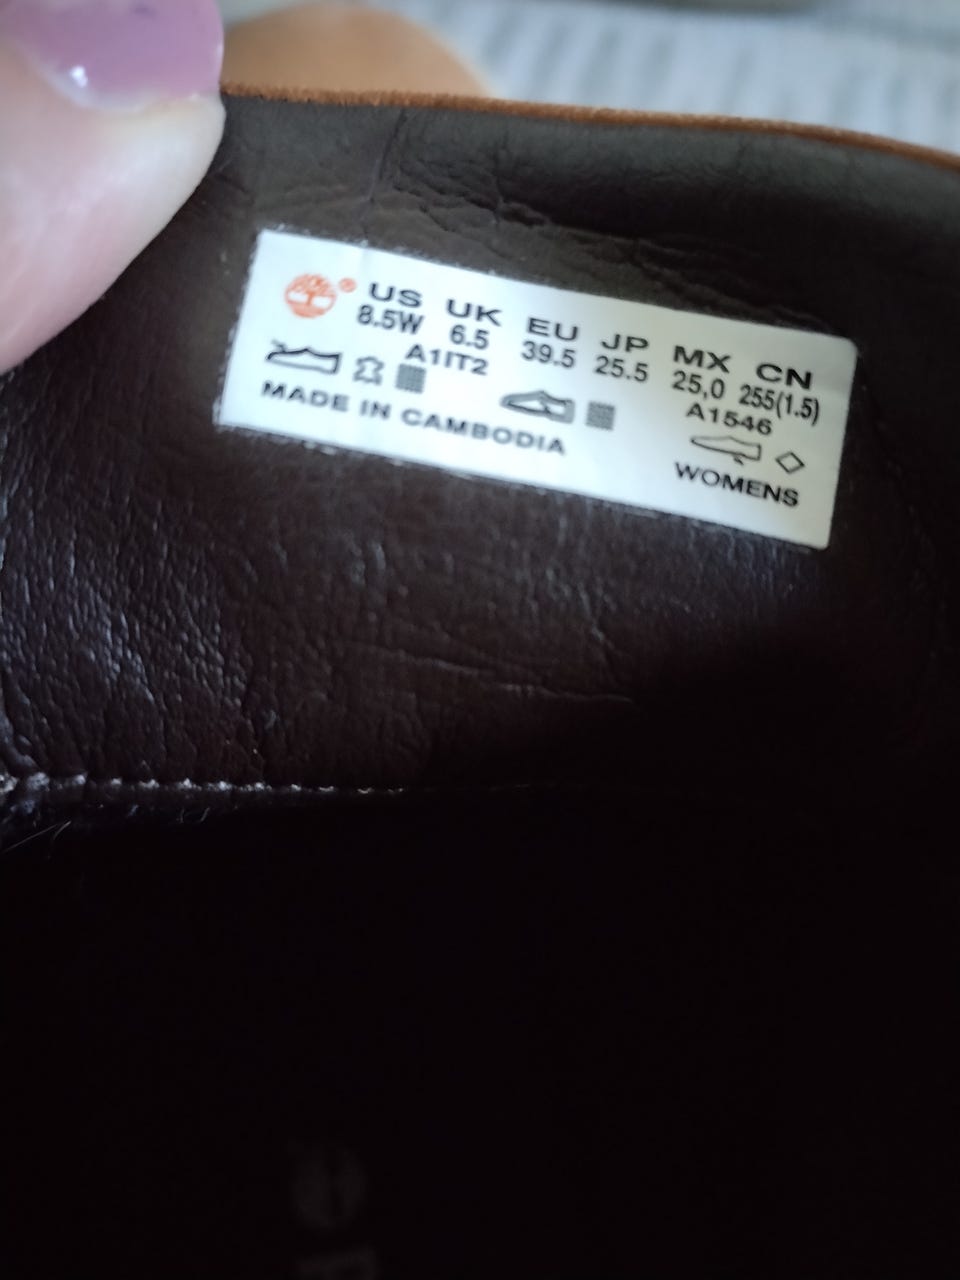 ® US UK EU JP MX CN
8.5W 6.5 39.5 25.5 25,0 255(1.5)
A1IT2 A1546
MADE IN CAMBODIA WOMENS